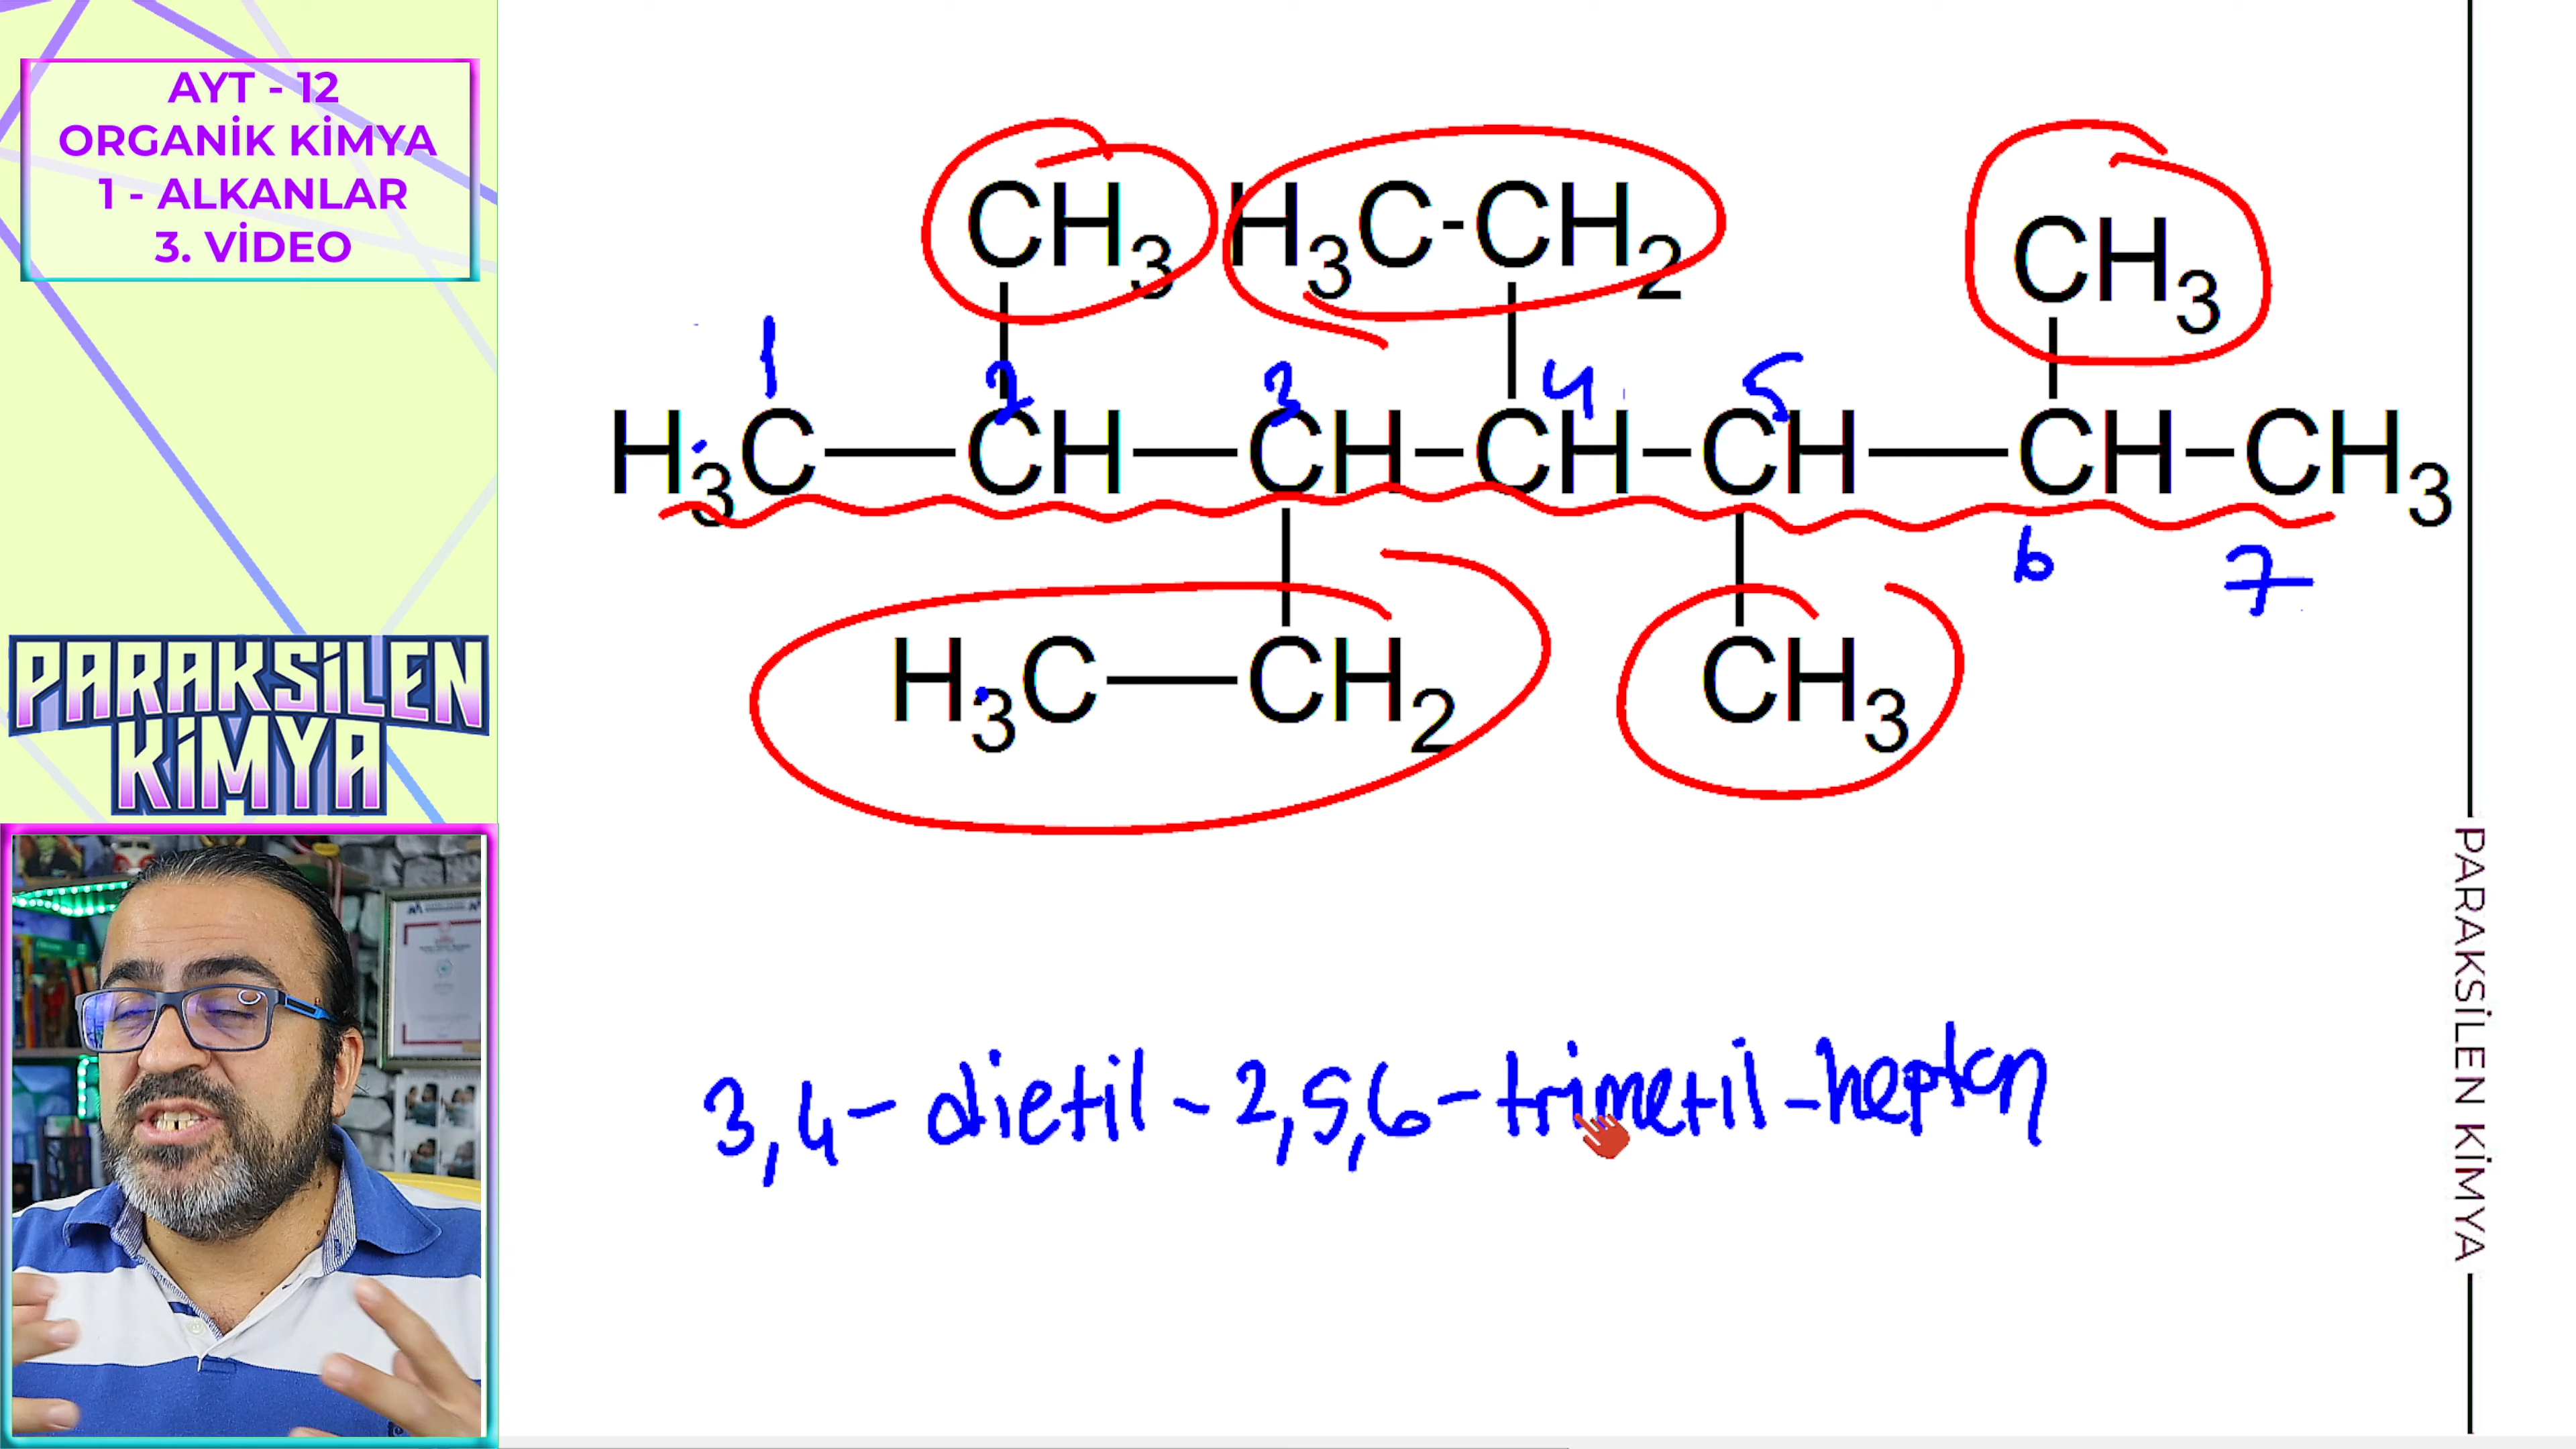 AYT - 12
ORGANİK KİMYA
1 - ALKANLAR
3. VİDEO
PARAKSİLEN
KİMYA
CH3 H3C-CH2 CH3
1 2 3 4 5
H3C—CH—CH–CH–CH—CH–CH3
6 7
H3C—CH2 CH3
3,4-dietil-2,5,6-trimetil-heptan
PARAKSİLEN KİMYA